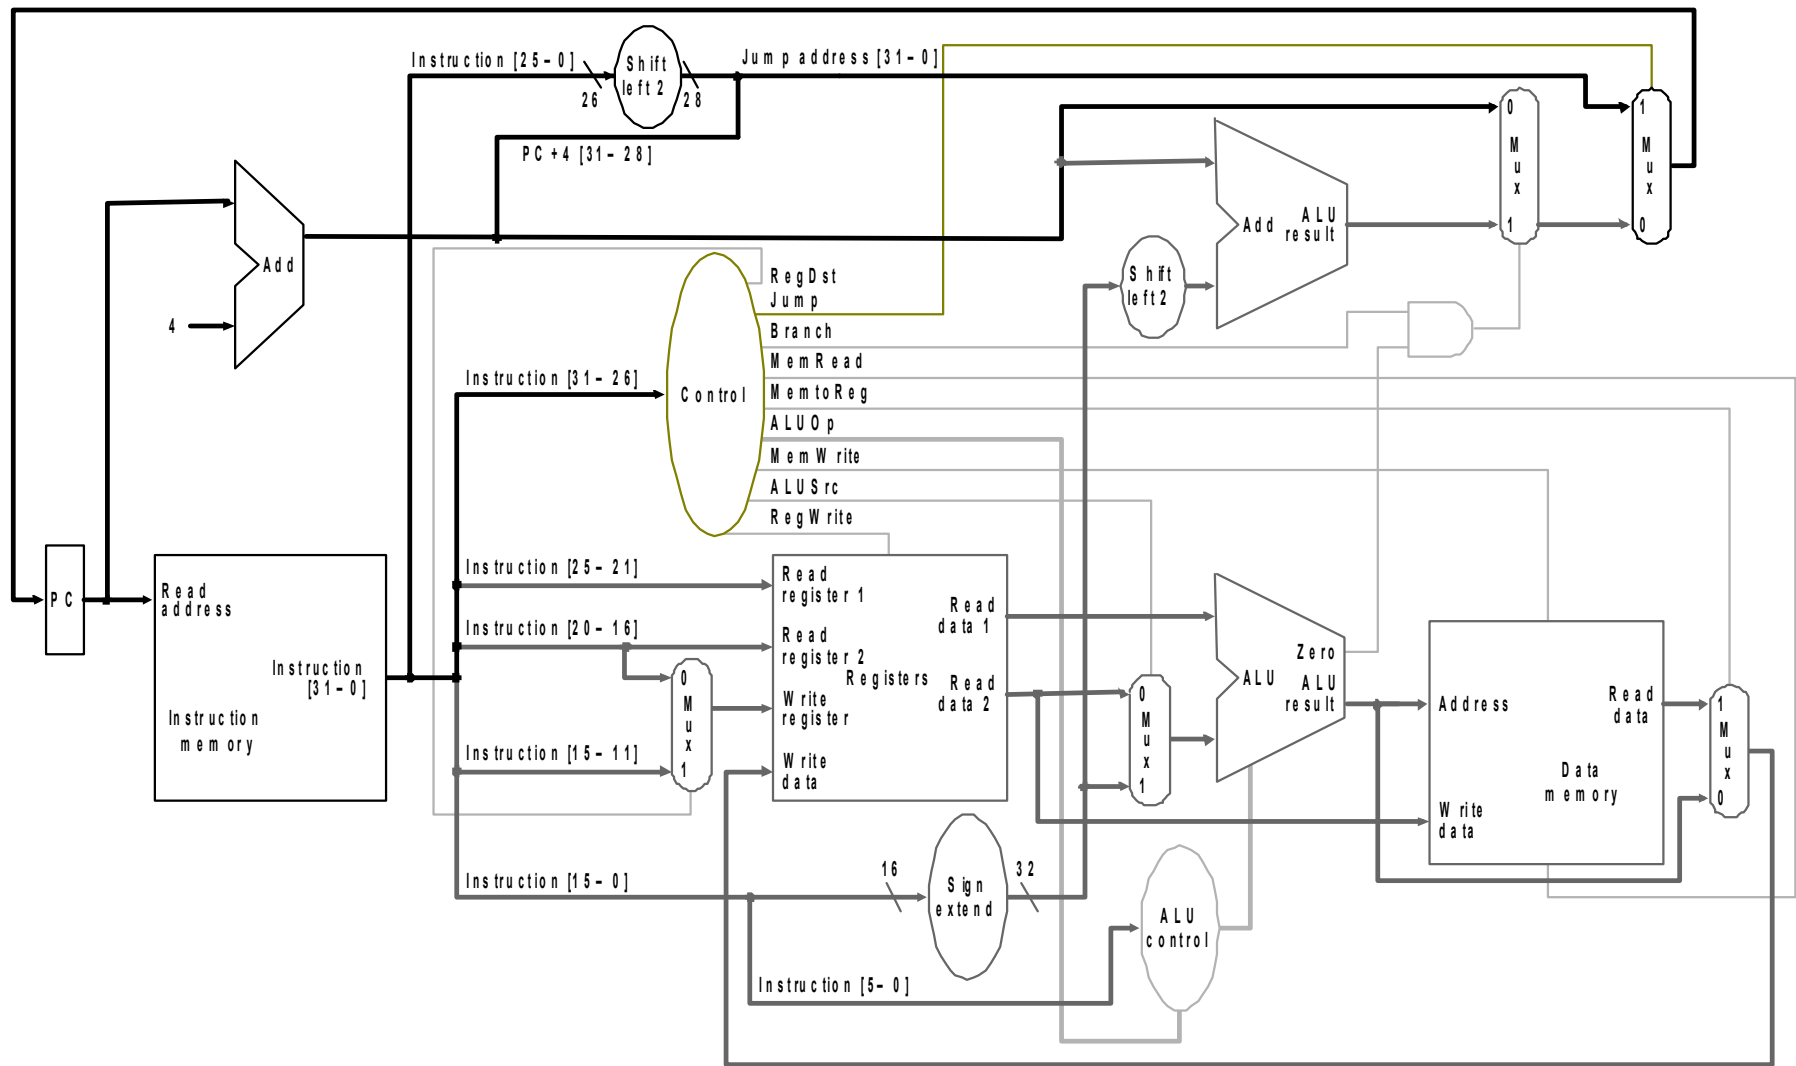 Instruction [25–0]
Shift
left 2
26
28
Jump address [31–0]
PC+4 [31–28]
0
Mux
1
1
Mux
0
Add
4
Add
ALU
result
Shift
left 2
RegDst
Jump
Branch
MemRead
MemtoReg
ALUOp
MemWrite
ALUSrc
RegWrite
Control
Instruction [31–26]
PC
Read
address
Instruction
[31–0]
Instruction
memory
Instruction [25–21]
Instruction [20–16]
Instruction [15–11]
Instruction [15–0]
Instruction [5–0]
0
Mux
1
Read
register 1
Read
register 2
Write
register
Write
data
Registers
Read
data 1
Read
data 2
0
Mux
1
Zero
ALU
ALU
result
Address
Write
data
Read
data
Data
memory
1
Mux
0
16
Sign
extend
32
ALU
control